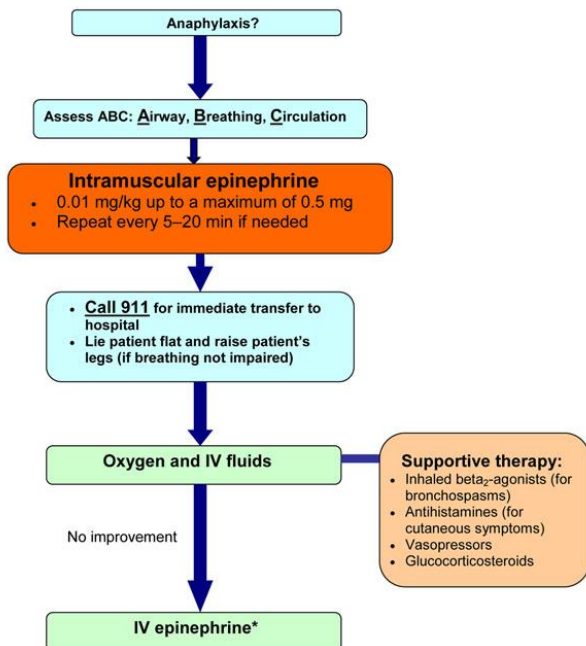 Anaphylaxis?
Assess ABC: Airway, Breathing, Circulation
Intramuscular epinephrine
• 0.01 mg/kg up to a maximum of 0.5 mg
• Repeat every 5–20 min if needed
• Call 911 for immediate transfer to
hospital
• Lie patient flat and raise patient's
legs (if breathing not impaired)
Oxygen and IV fluids
Supportive therapy:
• Inhaled beta₂-agonists (for
bronchospasms)
• Antihistamines (for
cutaneous symptoms)
• Vasopressors
• Glucocorticosteroids
No improvement
IV epinephrine*